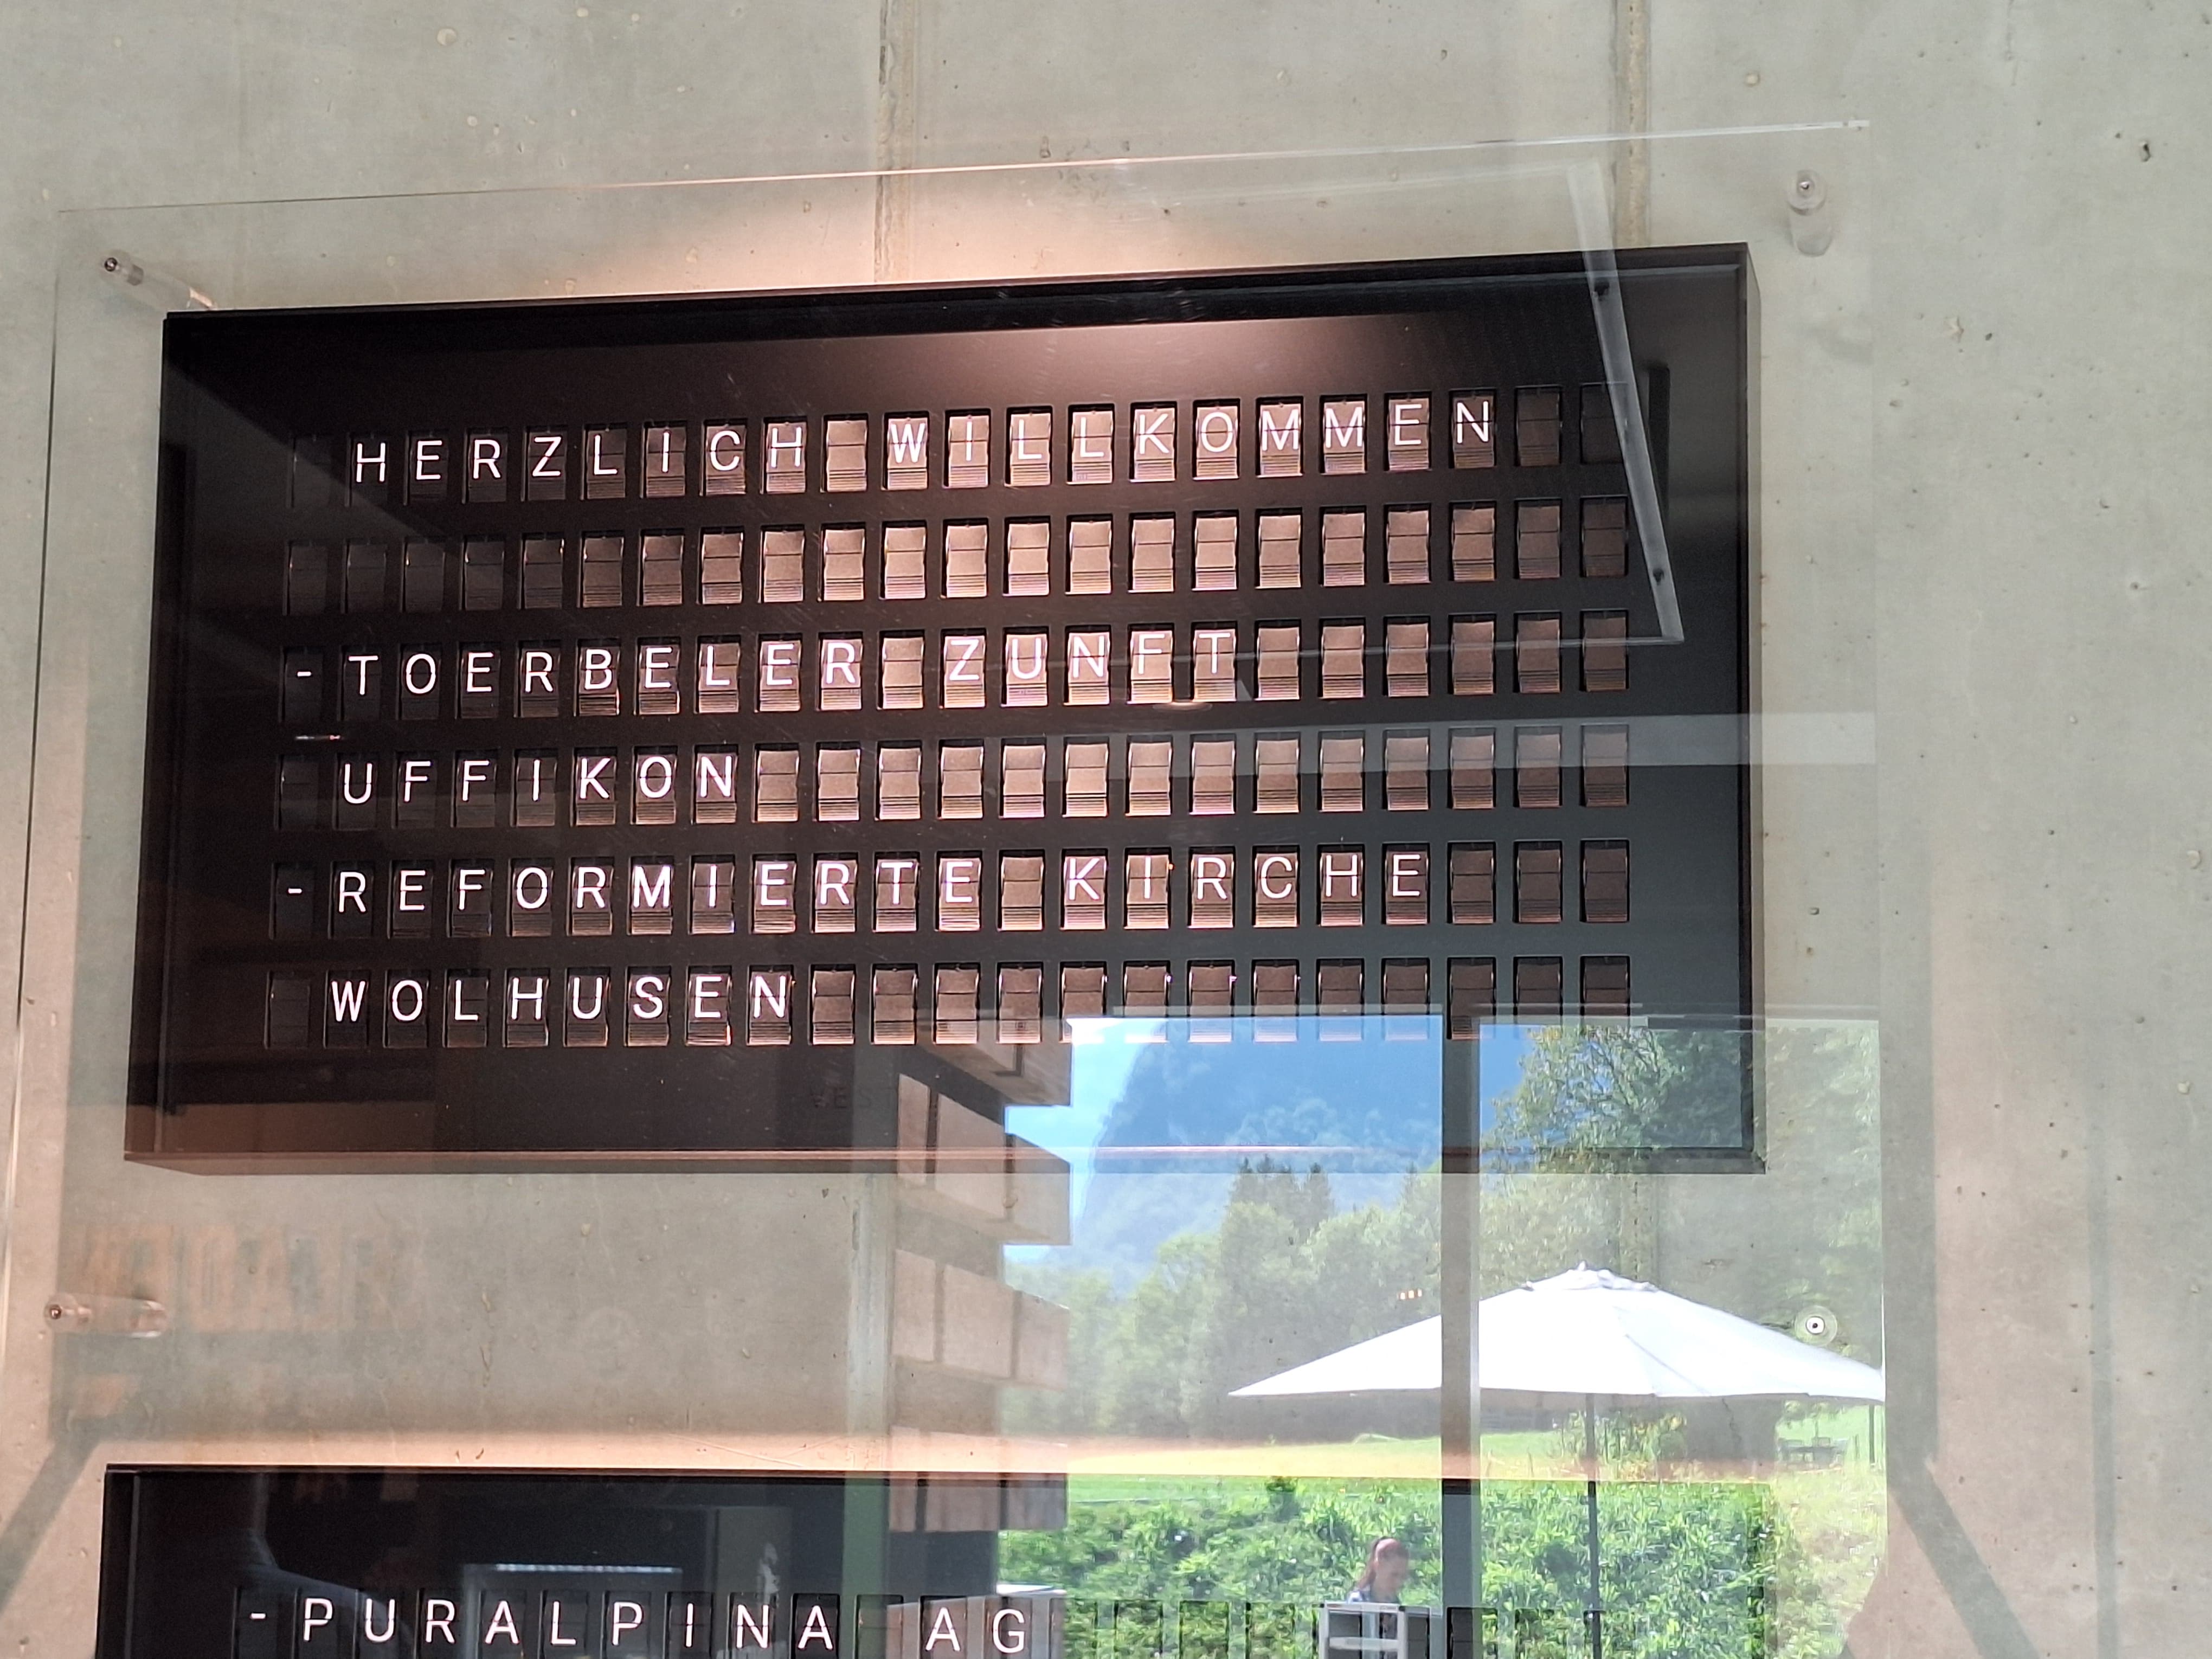 HERZLICH WILLKOMMEN
-TOERBELER ZUNFT
UFFIKON
-REFORMIERTE KIRCHE
WOLHUSEN
-PURALPINA AG